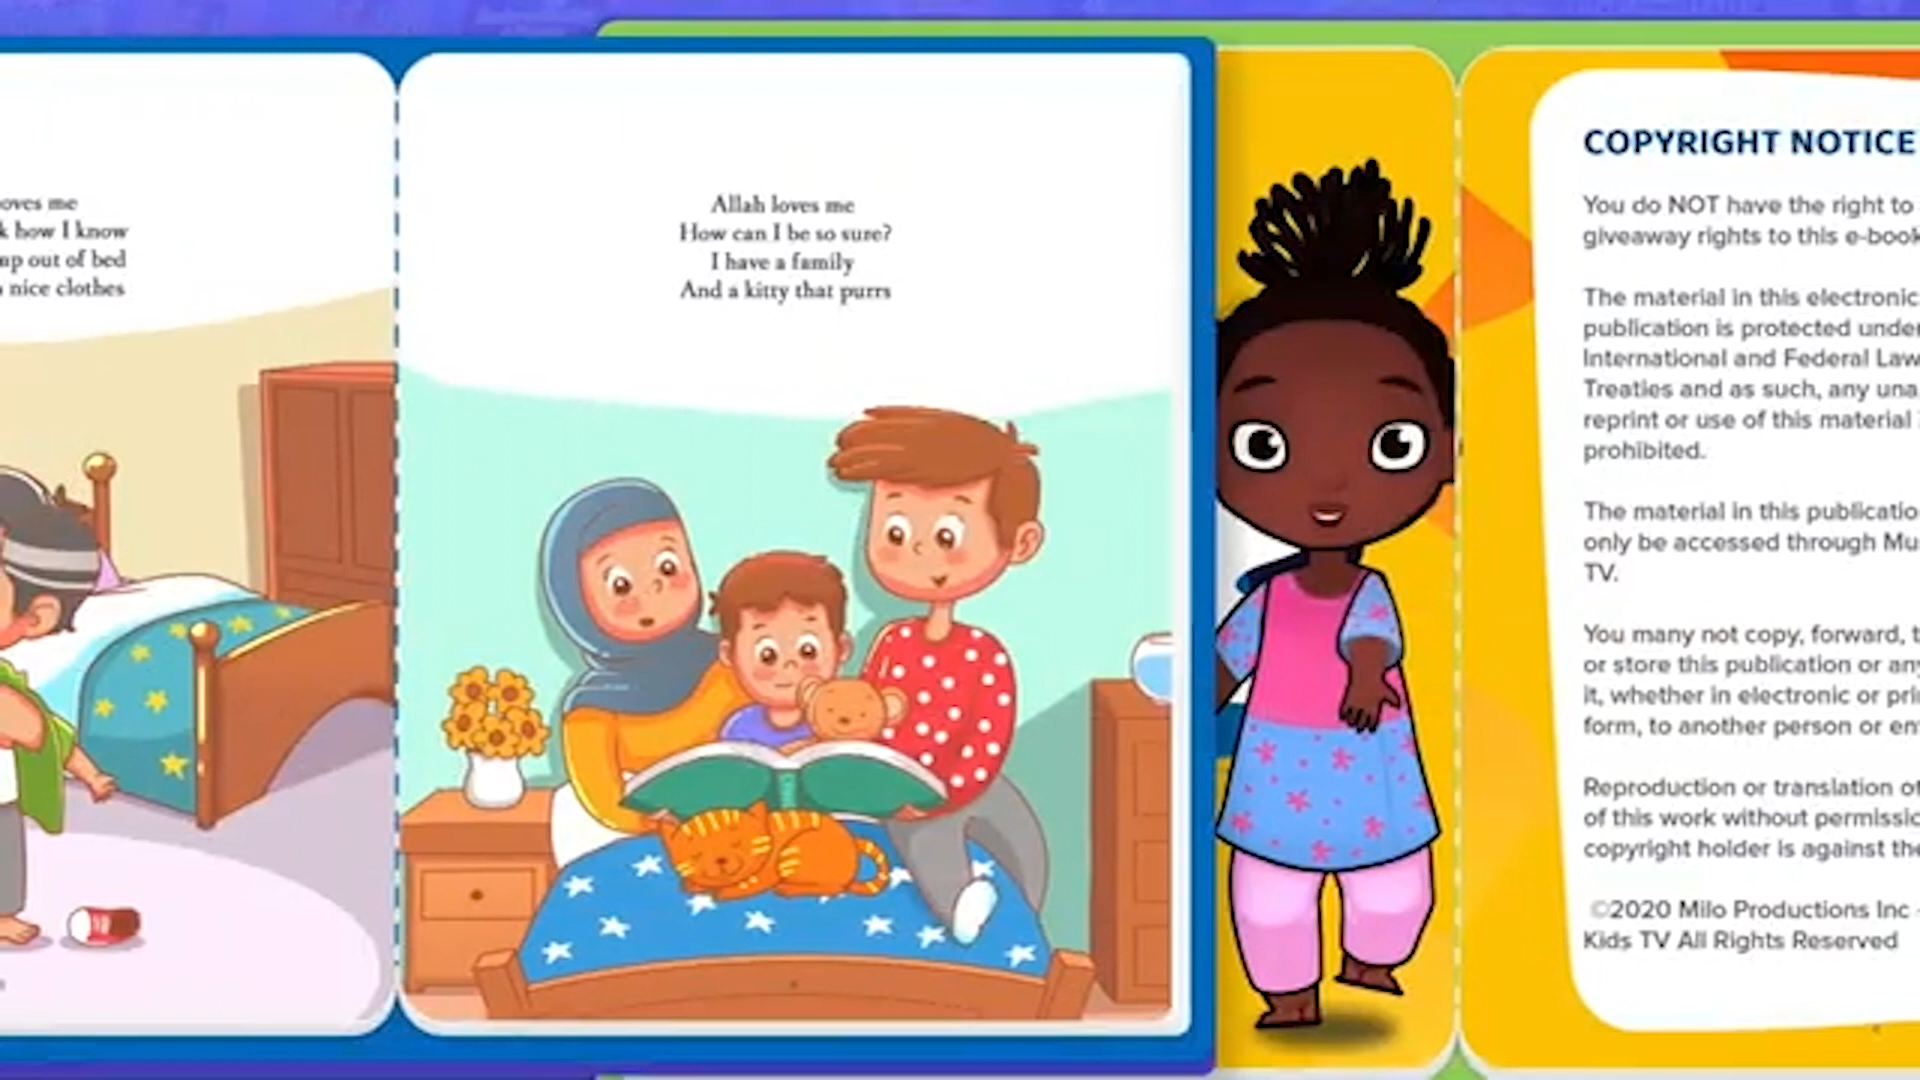 oves me
how I know
out of bed
nice clothes
Allah loves me
How can I be so sure?
I have a family
And a kitty that purrs
COPYRIGHT NOTICE
You do NOT have the right to
giveaway rights to this e-book
The material in this electronic
publication is protected under
International and Federal Law
Treaties and as such, any una
reprint or use of this material
prohibited.
The material in this publicatio
only be accessed through Mu
TV.
You many not copy, forward, t
or store this publication or any
it, whether in electronic or pri
form, to another person or en
Reproduction or translation of
of this work without permissio
copyright holder is against the
©2020 Milo Productions Inc -
Kids TV All Rights Reserved